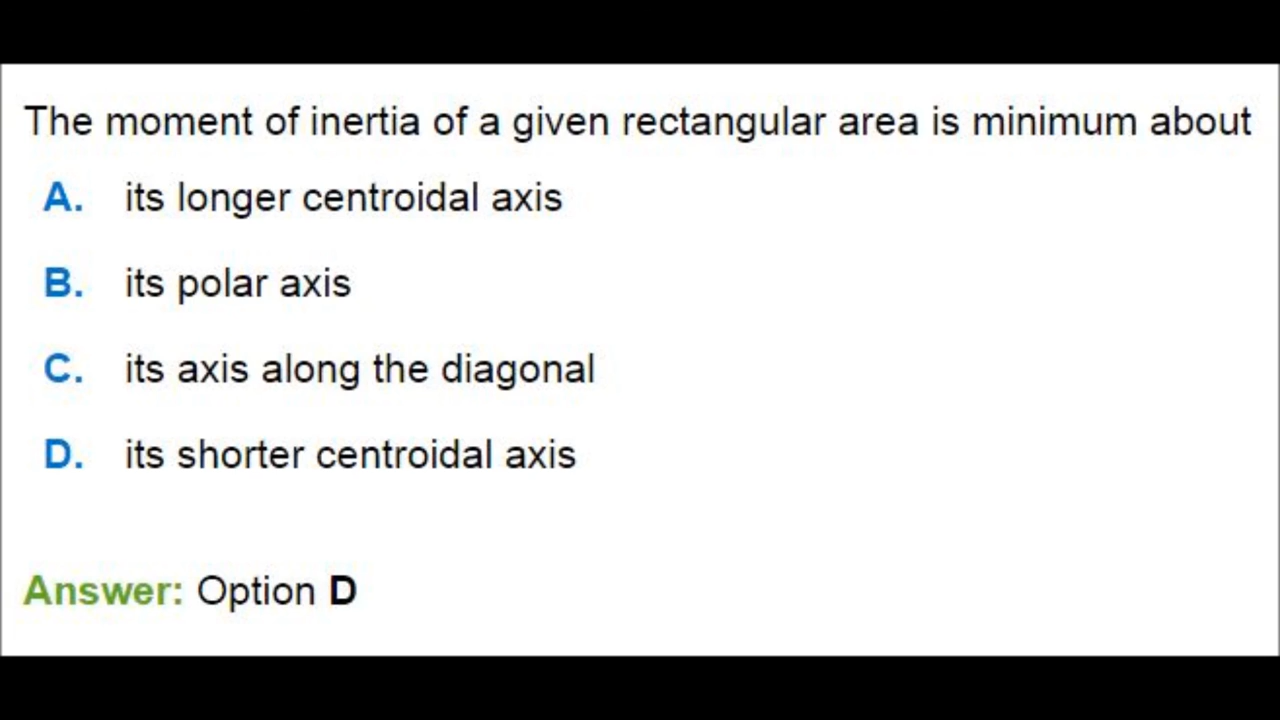 The moment of inertia of a given rectangular area is minimum about
A. its longer centroidal axis
B. its polar axis
C. its axis along the diagonal
D. its shorter centroidal axis
Answer: Option D